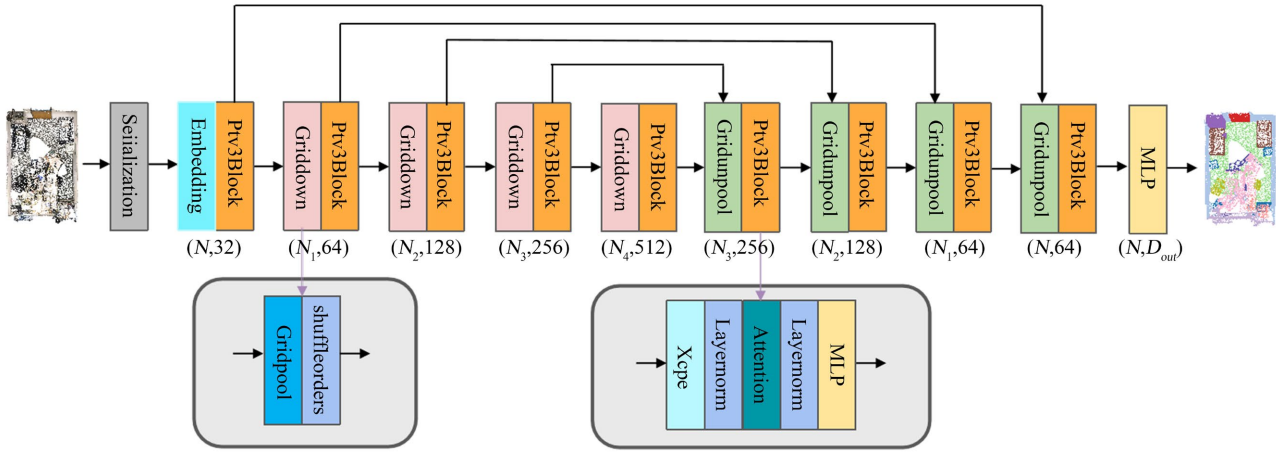 Seiialization
Embedding
Ptv3Block
Griddown
Ptv3Block
Griddown
Ptv3Block
Griddown
Ptv3Block
Griddown
Ptv3Block
Gridunpool
Ptv3Block
Gridunpool
Ptv3Block
Gridunpool
Ptv3Block
Gridunpool
Ptv3Block
MLP
(N,32)
(N₁,64)
(N₂,128)
(N₃,256)
(N₄,512)
(N₃,256)
(N₂,128)
(N₁,64)
(N,64)
(N,D_out)
Gridpool
shuffleorders
Xcpe
Layernorm
Attention
Layernorm
MLP